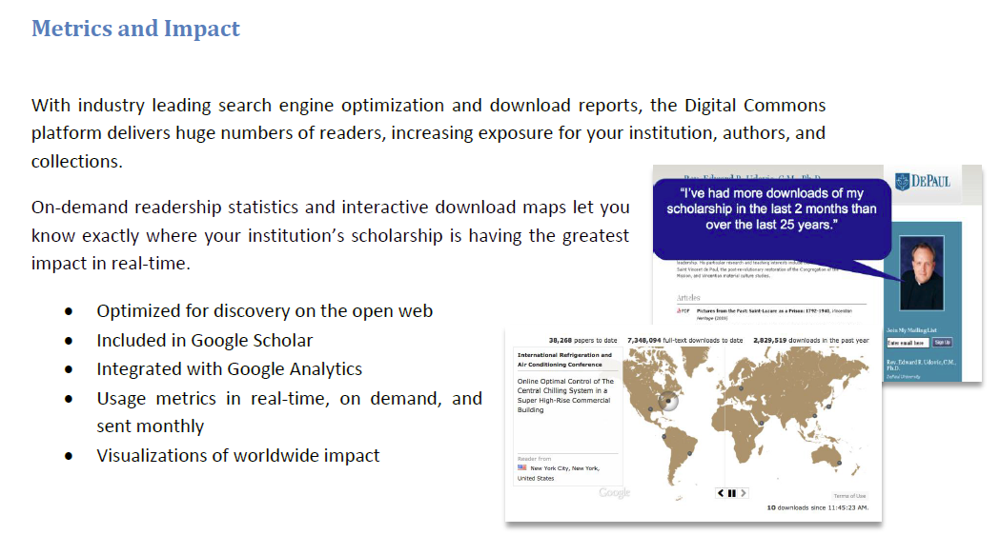 Metrics and Impact
With industry leading search engine optimization and download reports, the Digital Commons
platform delivers huge numbers of readers, increasing exposure for your institution, authors, and
collections.
On-demand readership statistics and interactive download maps let you
know exactly where your institution's scholarship is having the greatest
impact in real-time.
• Optimized for discovery on the open web
• Included in Google Scholar
• Integrated with Google Analytics
• Usage metrics in real-time, on demand, and
sent monthly
• Visualizations of worldwide impact
DEPAUL
"I've had more downloads of my
scholarship in the last 2 months than
over the last 25 years."
leadership. His particular research and teaching interests include
Saint Vincent de Paul, the post-revolutionary restoration of the Congregation of the
Mission, and Vincentian material culture studies.
Articles
PDF Pictures from the Past: Saint-Lazare as a Prison: 1792-1940, Vincentian
Heritage (2009)
Join My Mailing List
Enter email here Sign Up
Rev. Edward R. Udovic, C.M.,
Ph.D.
DePaul University
38,268 papers to date 7,348,094 full-text downloads to date 2,829,519 downloads in the past year
International Refrigeration and
Air Conditioning Conference
Online Optimal Control of The
Central Chilling System in a
Super High-Rise Commercial
Building
Reader from
New York City, New York,
United States
Google
Terms of Use
10 downloads since 11:45:23 AM.